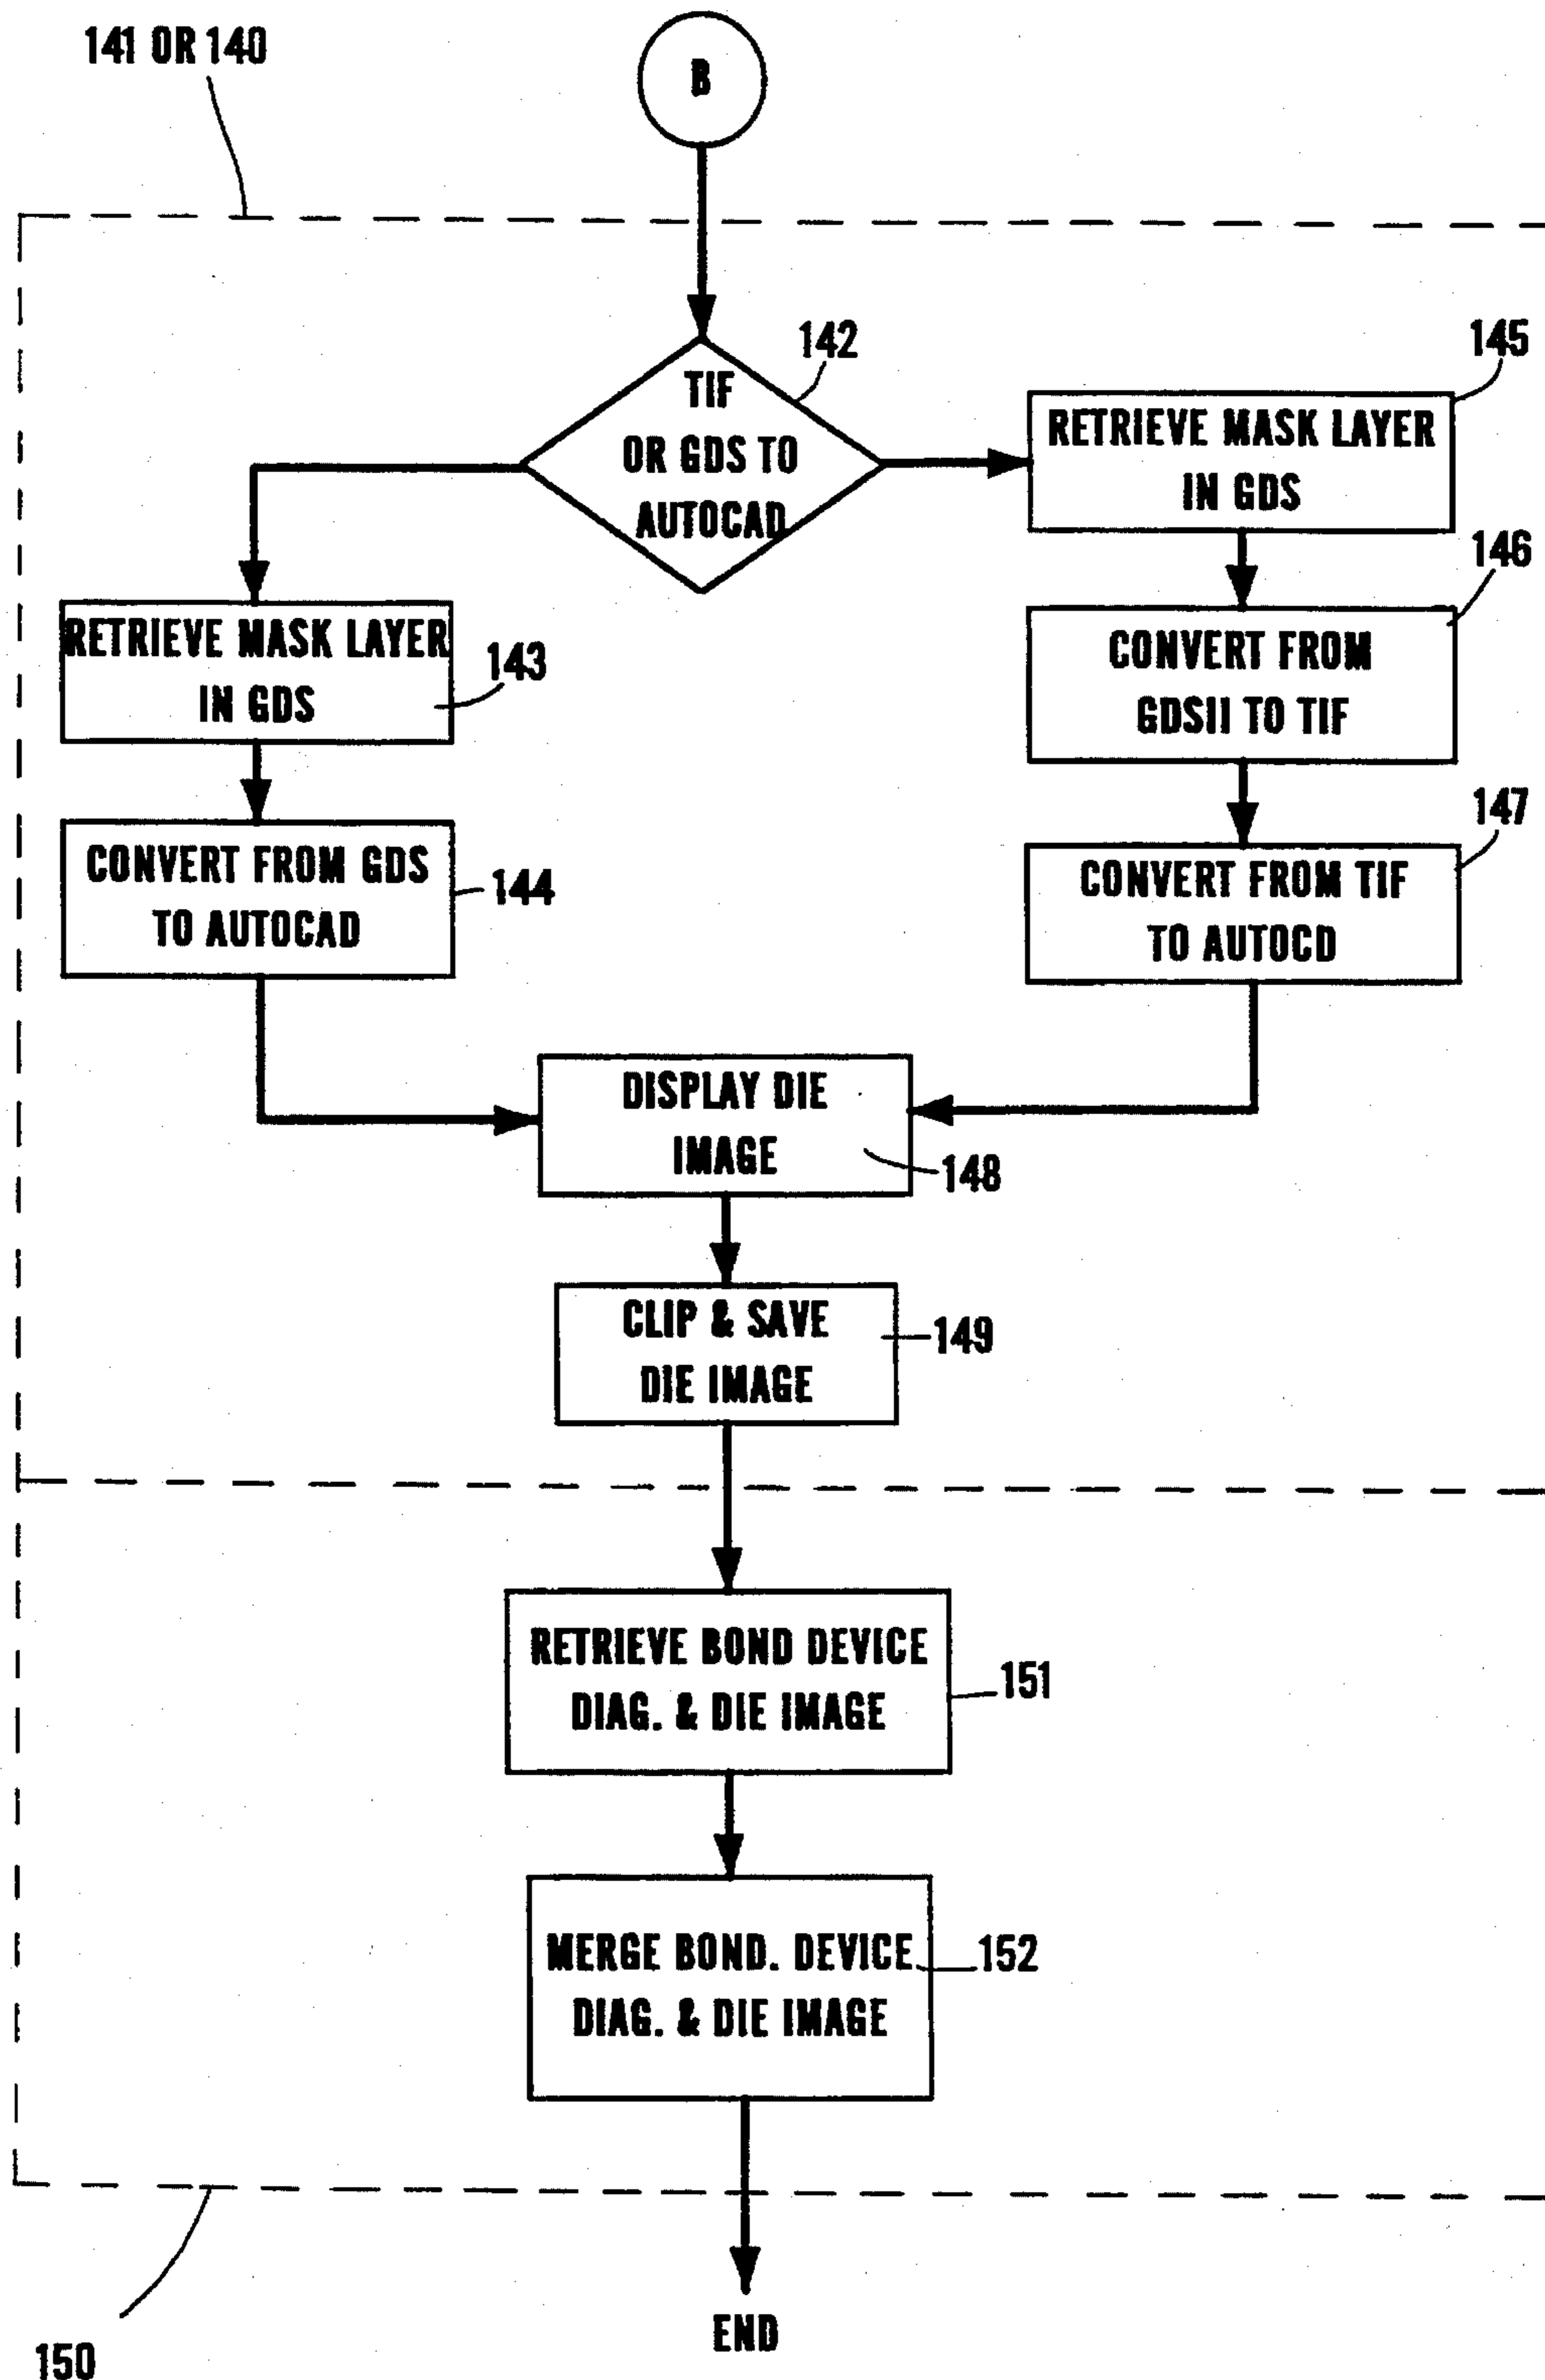 141 OR 140
B
142
TIF
OR GDS TO
AUTOCAD
145
RETRIEVE MASK LAYER
IN GDS
146
RETRIEVE MASK LAYER
IN GDS
143
CONVERT FROM
GDSII TO TIF
147
CONVERT FROM GDS
TO AUTOCAD
144
CONVERT FROM TIF
TO AUTOCD
DISPLAY DIE
IMAGE
148
CLIP & SAVE
DIE IMAGE
149
RETRIEVE BOND DEVICE
DIAG. & DIE IMAGE
151
MERGE BOND. DEVICE
DIAG. & DIE IMAGE
152
END
150